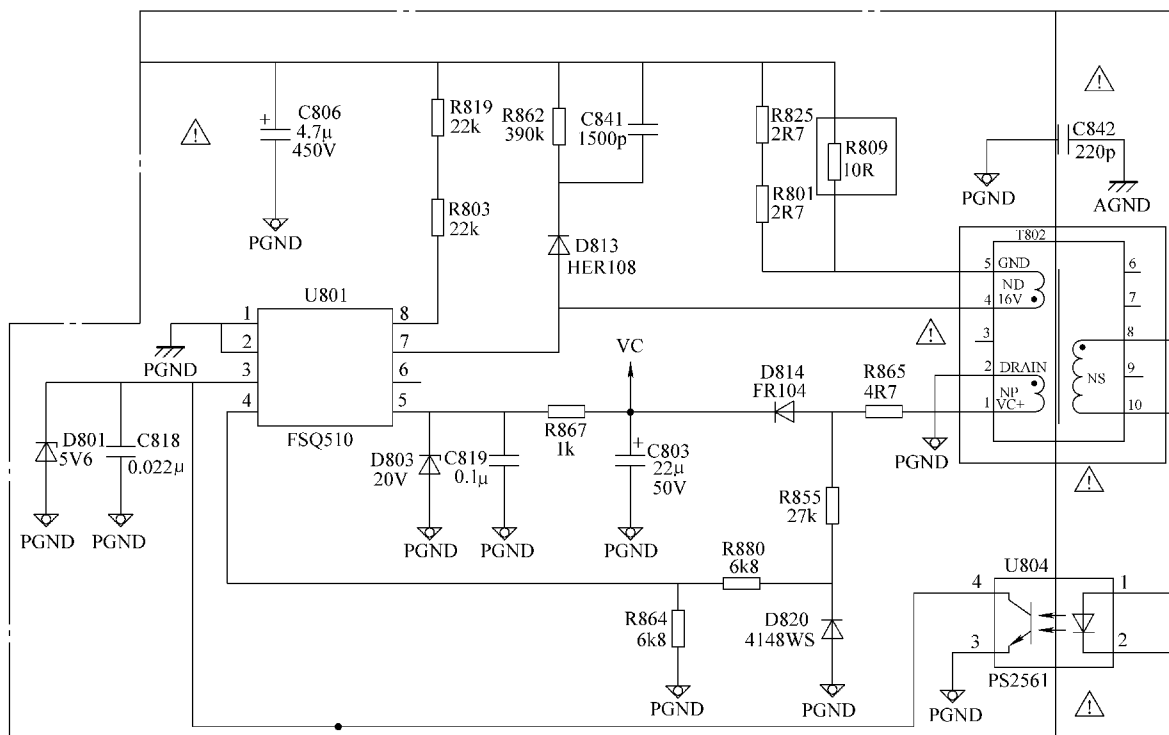 C806
4.7μ
450V
PGND
R819
22k
R803
22k
R862
390k
C841
1500p
D813
HER108
R825
2R7
R801
2R7
R809
10R
C842
220p
PGND
AGND
!
!
U801
1
2
3
4
8
7
6
5
FSQ510
PGND
D801
5V6
C818
0.022μ
PGND
PGND
D803
20V
C819
0.1μ
R867
1k
VC
C803
22μ
50V
PGND
PGND
PGND
D814
FR104
R865
4R7
T802
5
GND
ND
4
16V
3
2
DRAIN
NP
1
VC+
NS
6
7
8
9
10
!
PGND
!
R855
27k
R880
6k8
R864
6k8
D820
4148WS
PGND
PGND
U804
4
3
1
2
PS2561
PGND
!